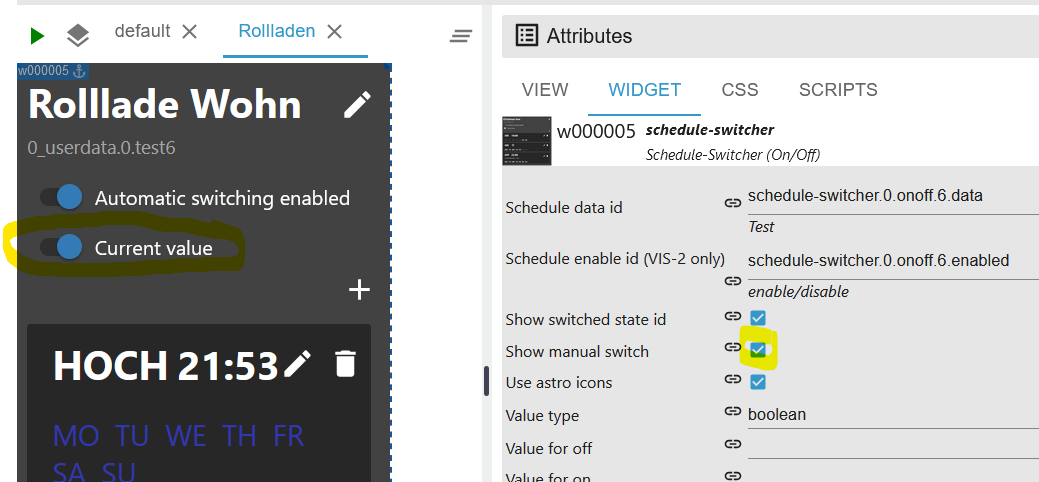 default
Rollladen
w000005
Rolllade Wohn
0_userdata.0.test6
Automatic switching enabled
Current value
HOCH 21:53
MO TU WE TH FR
SA SU
Attributes
VIEW WIDGET CSS SCRIPTS
w000005 schedule-switcher
Schedule-Switcher (On/Off)
Schedule data id schedule-switcher.0.onoff.6.data
Test
Schedule enable id (VIS-2 only) schedule-switcher.0.onoff.6.enabled
enable/disable
Show switched state id
Show manual switch
Use astro icons
Value type boolean
Value for off
Value for on